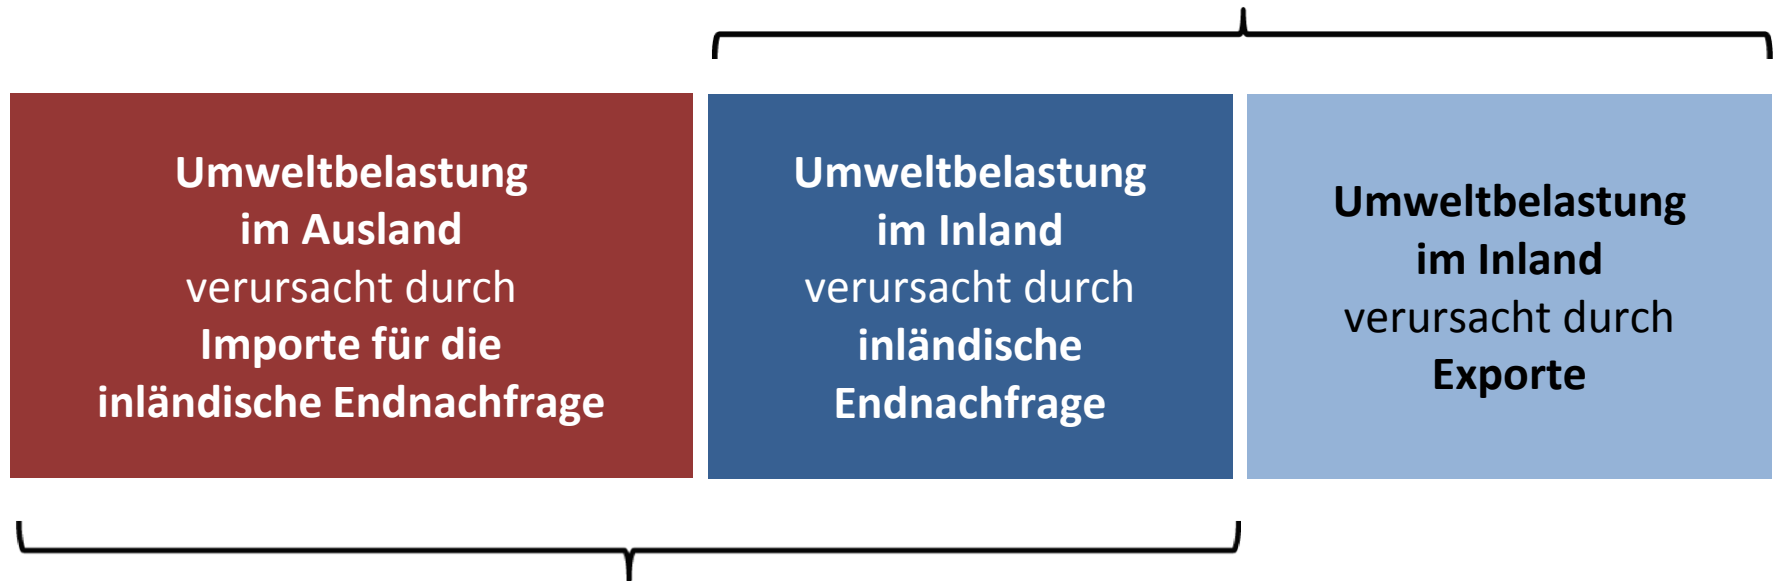 Umweltbelastung
im Ausland
verursacht durch
Importe für die
inländische Endnachfrage
Umweltbelastung
im Inland
verursacht durch
inländische
Endnachfrage
Umweltbelastung
im Inland
verursacht durch
Exporte